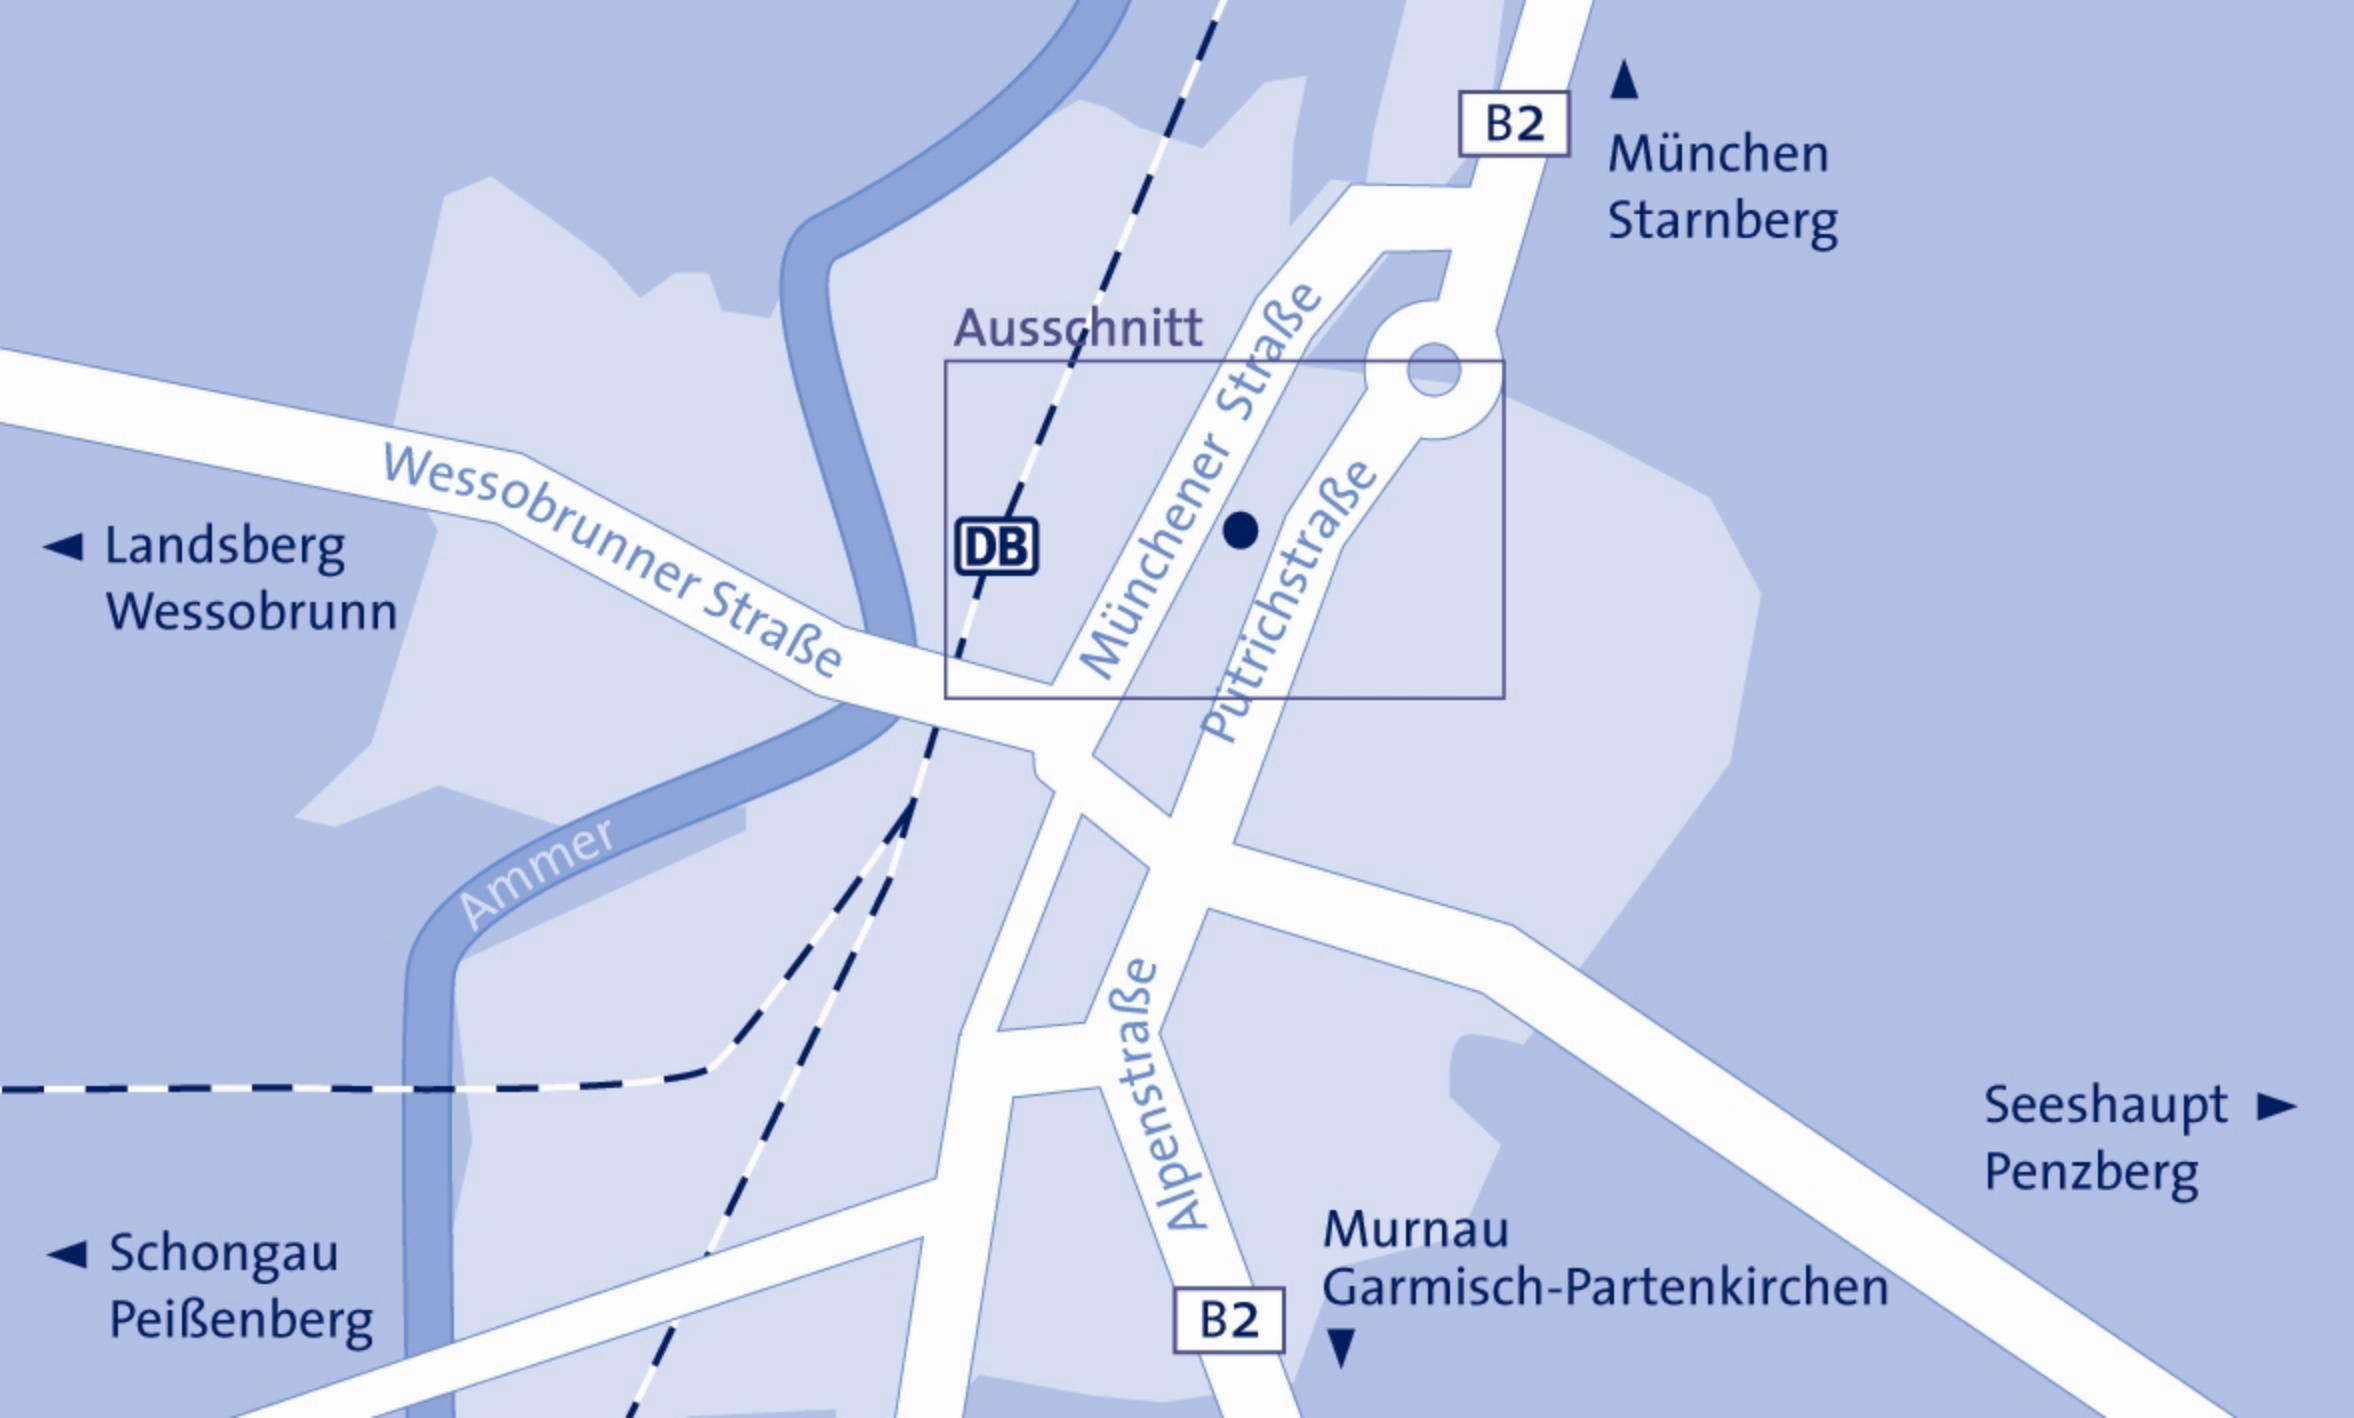 B2
München
Starnberg
Ausschnitt
Münchener Straße
Wessobrunner Straße
Landsberg
Wessobrunn
DB
Pütrichstraße
Ammer
Alpenstraße
Seeshaupt
Penzberg
Schongau
Peißenberg
Murnau
Garmisch-Partenkirchen
B2